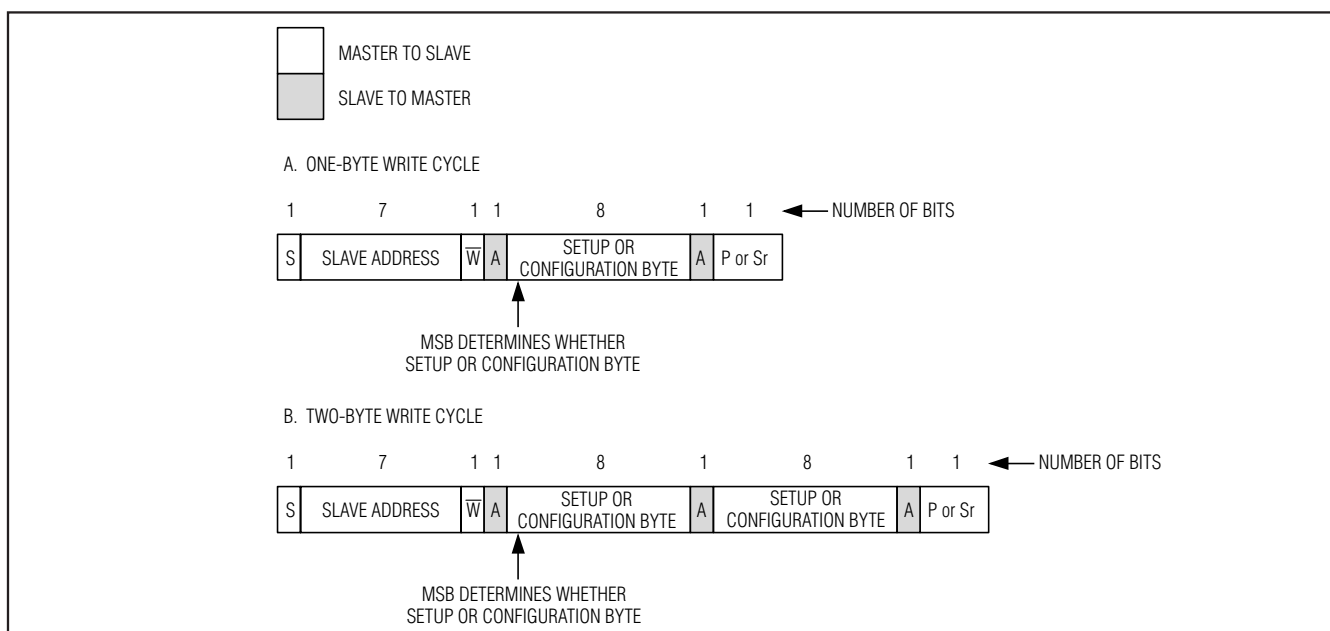 MASTER TO SLAVE
SLAVE TO MASTER
A. ONE-BYTE WRITE CYCLE
1 7 1 1 8 1 1 NUMBER OF BITS
S SLAVE ADDRESS W̅ A SETUP OR CONFIGURATION BYTE A P or Sr
MSB DETERMINES WHETHER
SETUP OR CONFIGURATION BYTE
B. TWO-BYTE WRITE CYCLE
1 7 1 1 8 1 8 1 1 NUMBER OF BITS
S SLAVE ADDRESS W̅ A SETUP OR CONFIGURATION BYTE A SETUP OR CONFIGURATION BYTE A P or Sr
MSB DETERMINES WHETHER
SETUP OR CONFIGURATION BYTE